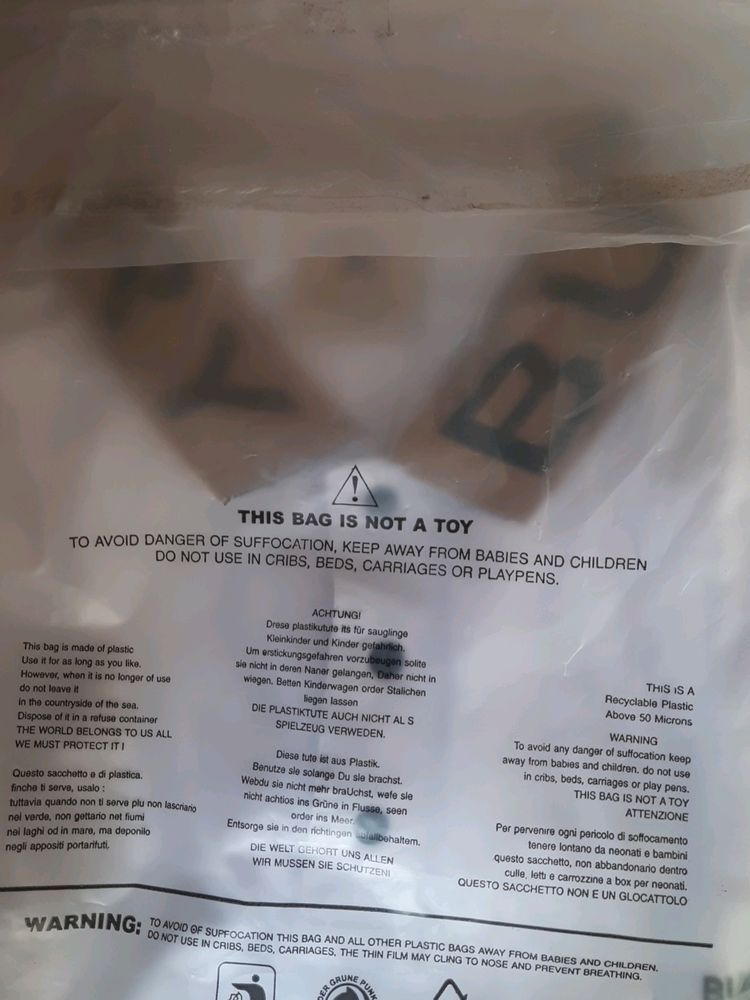 Y
BU
THIS BAG IS NOT A TOY
TO AVOID DANGER OF SUFFOCATION, KEEP AWAY FROM BABIES AND CHILDREN
DO NOT USE IN CRIBS, BEDS, CARRIAGES OR PLAYPENS.
This bag is made of plastic
Use it for as long as you like.
However, when it is no longer of use
do not leave it
in the countryside of the sea.
Dispose of it in a refuse container
THE WORLD BELONGS TO US ALL
WE MUST PROTECT IT !
Questo sacchetto e di plastica.
finche ti serve, usalo :
tuttavia quando non ti serve plu non lascriario
nel verde, non gettario net fiumi
nei laghi od in mare, ma deponilo
negli appositi portarifuti.
ACHTUNG!
Drese plastikutute its für sauglinge
Kleinkinder und Kinder gefahrlich.
Um erstickungsgefahren vorzubeugen solite
sie nicht in deren Naner gelangen, Daher nicht in
wiegen. Betten Kinderwagen order Stalichen
liegen lassen
DIE PLASTIKTUTE AUCH NICHT AL S
SPIELZEUG VERWEDEN.
Diese tute ist aus Plastik.
Benutze sie solange Du sie brachst.
Webdu sie nicht mehr braUchst, wefe sie
nicht achtios ins Grüne in Flusse, seen
order ins Meer.
Entsorge sie in den richtingen abfallbehaltem.
DIE WELT GEHORT UNS ALLEN
WIR MUSSEN SIE SCHUTZEN!
THIS IS A
Recyclable Plastic
Above 50 Microns
WARNING
To avoid any danger of suffocation keep
away from babies and children. do not use
in cribs, beds, carriages or play pens.
THIS BAG IS NOT A TOY
ATTENZIONE
Per pervenire ogni pericolo di soffocamento
tenere lontano da neonati e bambini
questo sacchetto, non abbandonario dentro
culle, letti e carrozzine a box per neonati.
QUESTO SACCHETTO NON E UN GLOCATTOLO
WARNING: TO AVOID OF SUPFOCATION THIS BAG AND ALL OTHER PLASTIC BAGS AWAY FROM BABIES AND CHILDREN.
DO NOT USE IN CRIBS, BEDS, CARRIAGES, THE THIN FILM MAY CLING TO NOSE AND PREVENT BREATHING.
DER GRUNE PUNK